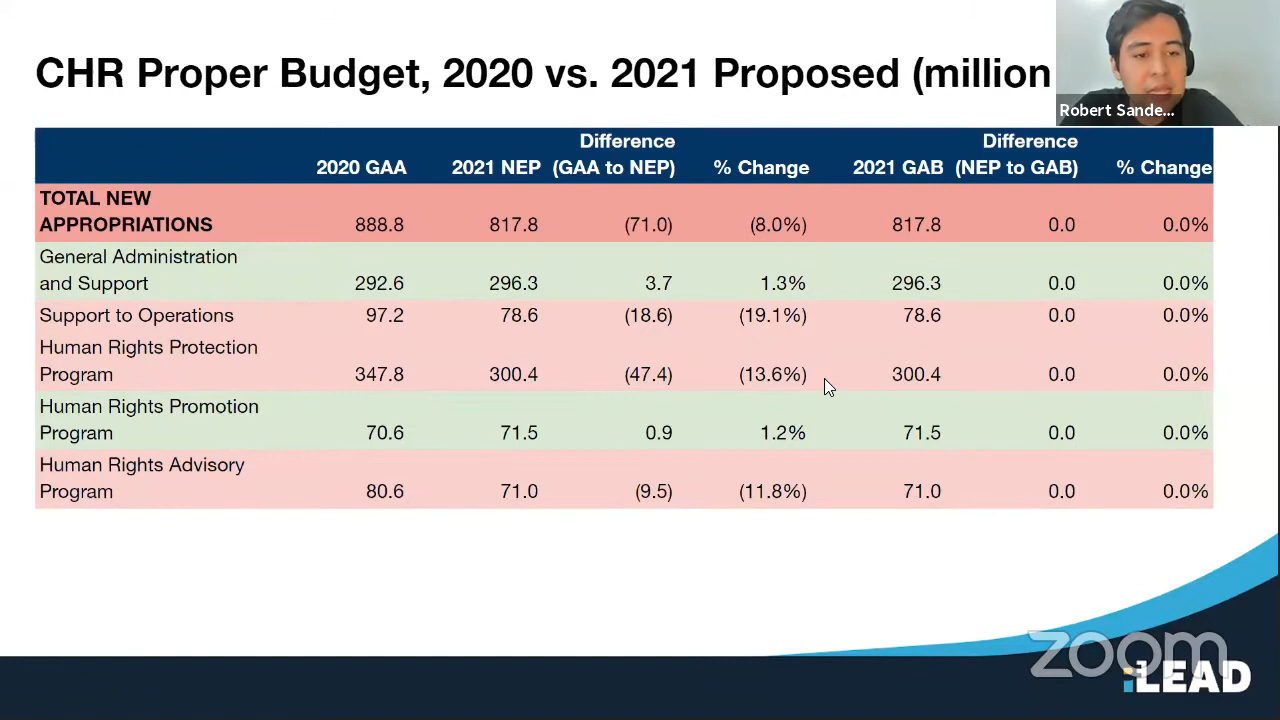 CHR Proper Budget, 2020 vs. 2021 Proposed (million
Robert Sande...
Difference Difference
2020 GAA 2021 NEP (GAA to NEP) % Change 2021 GAB (NEP to GAB) % Change
TOTAL NEW
APPROPRIATIONS 888.8 817.8 (71.0) (8.0%) 817.8 0.0 0.0%
General Administration
and Support 292.6 296.3 3.7 1.3% 296.3 0.0 0.0%
Support to Operations 97.2 78.6 (18.6) (19.1%) 78.6 0.0 0.0%
Human Rights Protection
Program 347.8 300.4 (47.4) (13.6%) 300.4 0.0 0.0%
Human Rights Promotion
Program 70.6 71.5 0.9 1.2% 71.5 0.0 0.0%
Human Rights Advisory
Program 80.6 71.0 (9.5) (11.8%) 71.0 0.0 0.0%
zoom
iLEAD